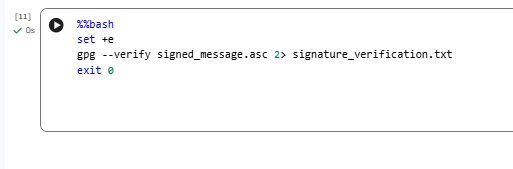 [11]
0s
%%bash
set +e
gpg --verify signed_message.asc 2> signature_verification.txt
exit 0